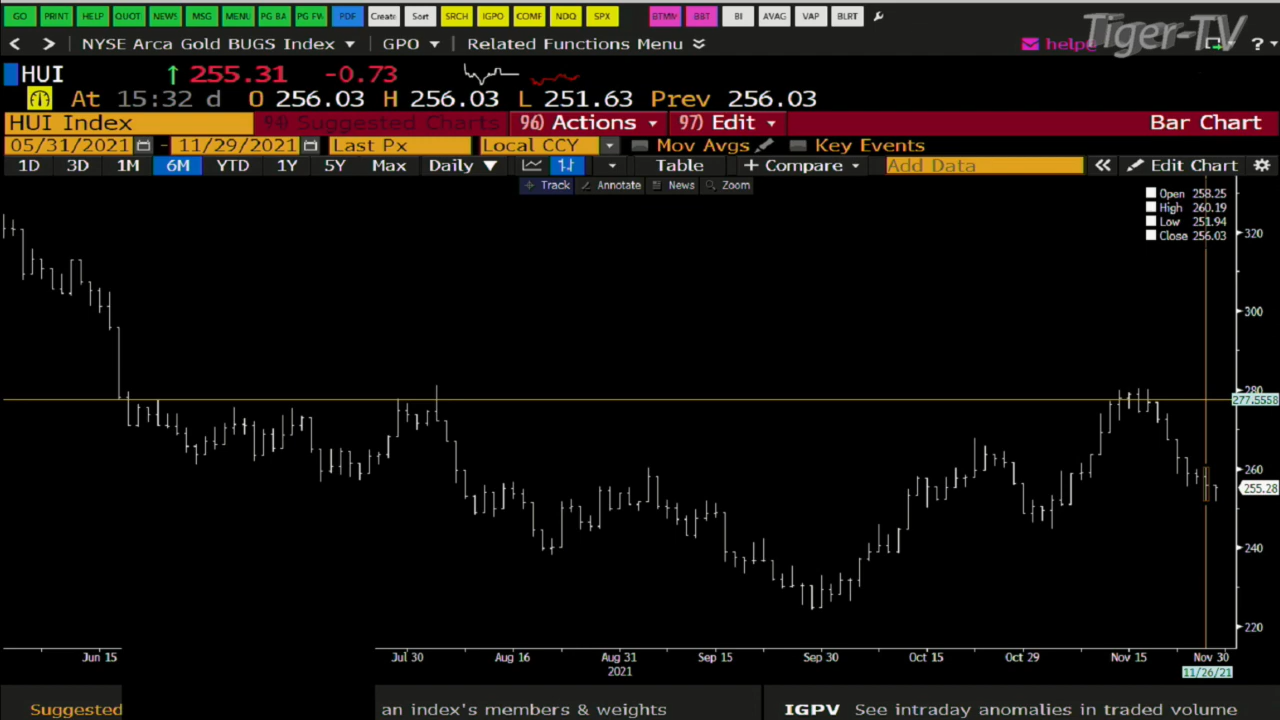 GO PRINT HELP QUOT NEWS MSG MENU PG BA PG FW PDF Create Sort SRCH IGPO COMF NDQ SPX BTMV BBT BI AVAG VAP BLRT
Tiger-TV
< > NYSE Arca Gold BUGS Index GPO Related Functions Menu help ?
HUI 255.31 -0.73
At 15:32 d O 256.03 H 256.03 L 251.63 Prev 256.03
HUI Index 94) Suggested Charts 96) Actions 97) Edit Bar Chart
05/31/2021 - 11/29/2021 Last Px Local CCY Mov Avgs Key Events
1D 3D 1M 6M YTD 1Y 5Y Max Daily Table + Compare Add Data « Edit Chart
Track Annotate News Zoom
Open 258.25
High 260.19
Low 251.94
Close 256.03
320
300
280
277.5558
260
255.28
240
220
Jun 15 Jul 30 Aug 16 Aug 31 Sep 15 Sep 30 Oct 15 Oct 29 Nov 15 Nov 30
2021 11/26/21
Suggested an index's members & weights IGPV See intraday anomalies in traded volume